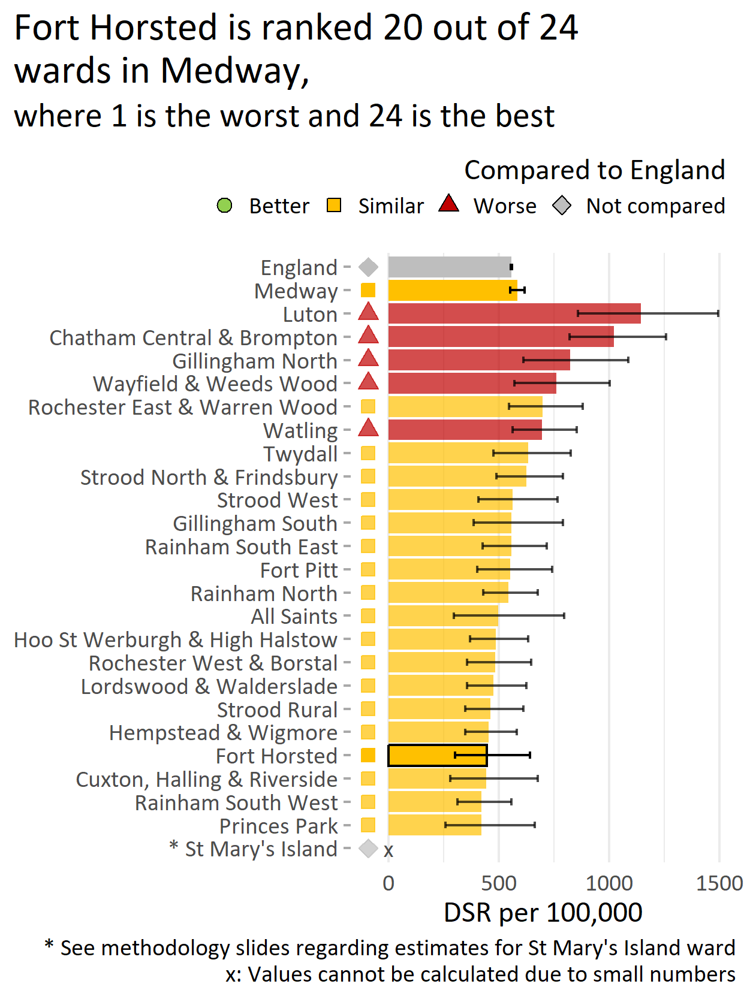 Fort Horsted is ranked 20 out of 24
wards in Medway,
where 1 is the worst and 24 is the best
Compared to England
Better Similar Worse Not compared
England
Medway
Luton
Chatham Central & Brompton
Gillingham North
Wayfield & Weeds Wood
Rochester East & Warren Wood
Watling
Twydall
Strood North & Frindsbury
Strood West
Gillingham South
Rainham South East
Fort Pitt
Rainham North
All Saints
Hoo St Werburgh & High Halstow
Rochester West & Borstal
Lordswood & Walderslade
Strood Rural
Hempstead & Wigmore
Fort Horsted
Cuxton, Halling & Riverside
Rainham South West
Princes Park
* St Mary's Island x
0 500 1000 1500
DSR per 100,000
* See methodology slides regarding estimates for St Mary's Island ward
x: Values cannot be calculated due to small numbers